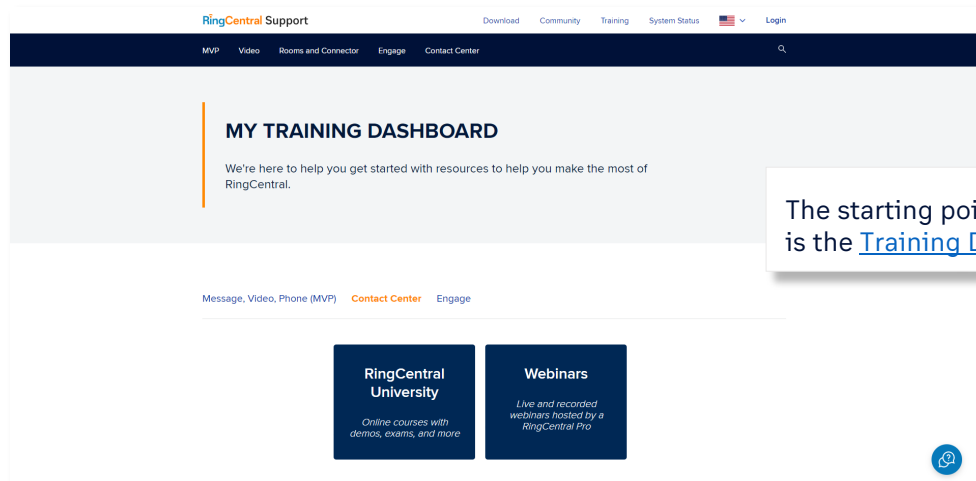 RingCentral Support
Download Community Training System Status Login
MVP Video Rooms and Connector Engage Contact Center
MY TRAINING DASHBOARD
We're here to help you get started with resources to help you make the most of
RingCentral.
The starting poi
is the Training D
Message, Video, Phone (MVP) Contact Center Engage
RingCentral
University
Online courses with
demos, exams, and more
Webinars
Live and recorded
webinars hosted by a
RingCentral Pro